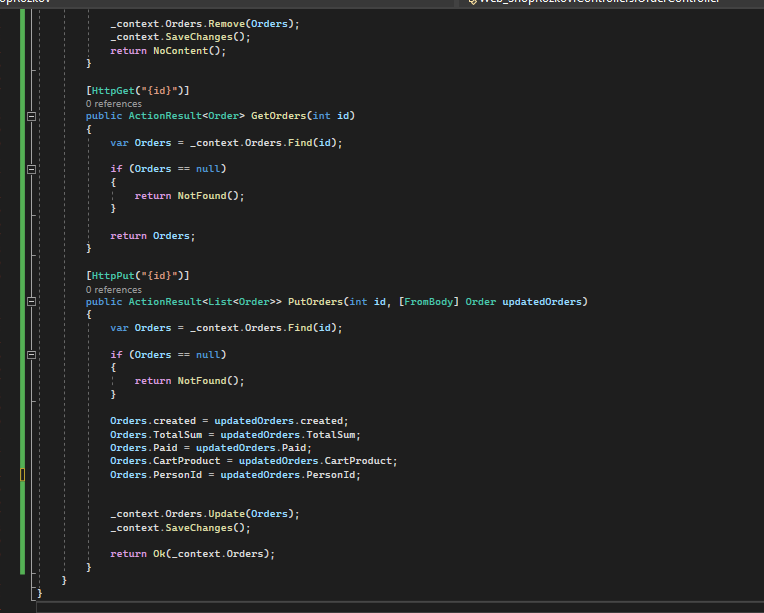 _context.Orders.Remove(Orders);
_context.SaveChanges();
return NoContent();
}
[HttpGet("{id}")]
0 references
public ActionResult<Order> GetOrders(int id)
{
var Orders = _context.Orders.Find(id);
if (Orders == null)
{
return NotFound();
}
return Orders;
}
[HttpPut("{id}")]
0 references
public ActionResult<List<Order>> PutOrders(int id, [FromBody] Order updatedOrders)
{
var Orders = _context.Orders.Find(id);
if (Orders == null)
{
return NotFound();
}
Orders.created = updatedOrders.created;
Orders.TotalSum = updatedOrders.TotalSum;
Orders.Paid = updatedOrders.Paid;
Orders.CartProduct = updatedOrders.CartProduct;
Orders.PersonId = updatedOrders.PersonId;
_context.Orders.Update(Orders);
_context.SaveChanges();
return Ok(_context.Orders);
}
}
}